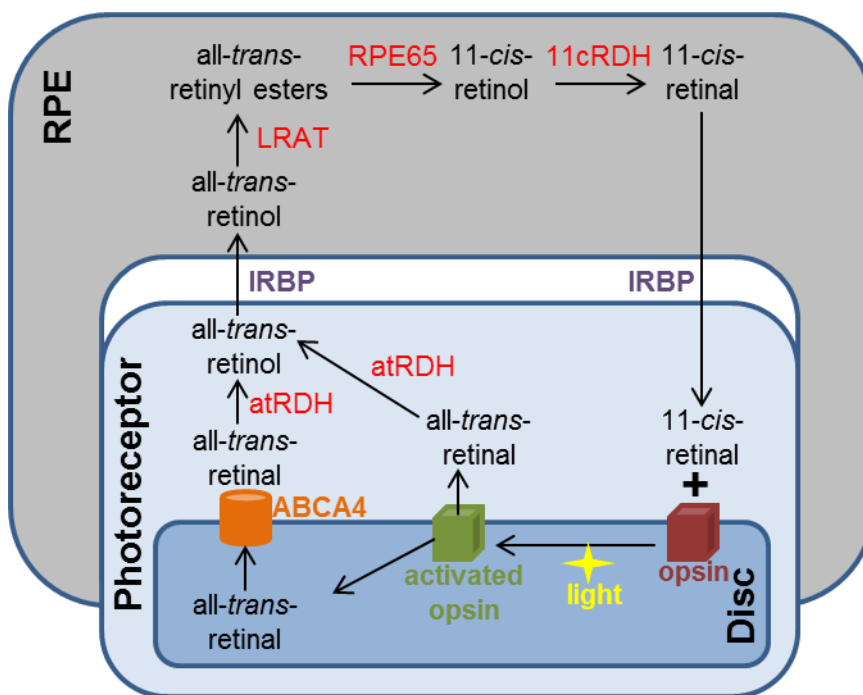 RPE
all-trans-
retinyl esters
RPE65
11-cis-
retinol
11cRDH
11-cis-
retinal
LRAT
all-trans-
retinol
IRBP
IRBP
Photoreceptor
all-trans-
retinol
atRDH
atRDH
all-trans-
retinal
all-trans-
retinal
11-cis-
retinal
+
ABCA4
activated
opsin
light
opsin
all-trans-
retinal
Disc